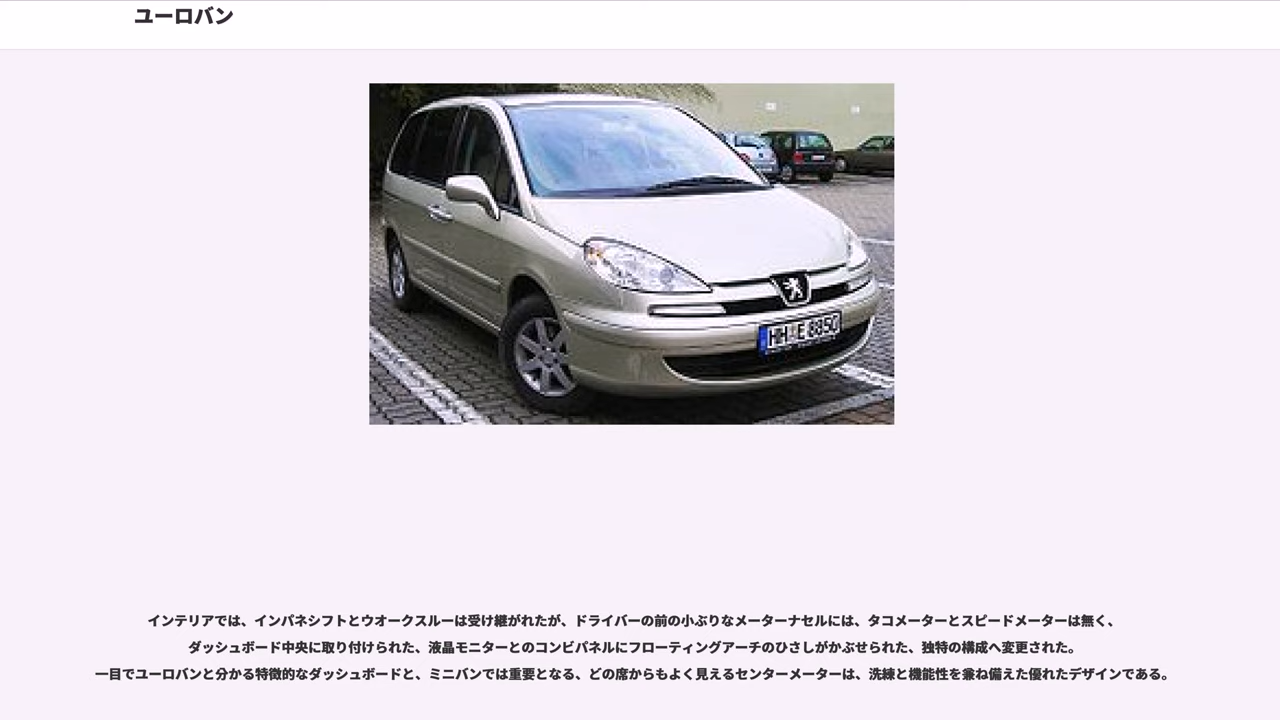 ユーロバン
HH E 8850
インテリアでは、インパネシフトとウオークスルーは受け継がれたが、ドライバーの前の小ぶりなメーターナセルには、タコメーターとスピードメーターは無く、
ダッシュボード中央に取り付けられた、液晶モニターとのコンビパネルにフローティングアーチのひさしがかぶせられた、独特の構成へ変更された。
一目でユーロバンと分かる特徴的なダッシュボードと、ミニバンでは重要となる、どの席からもよく見えるセンターメーターは、洗練と機能性を兼ね備えた優れたデザインである。